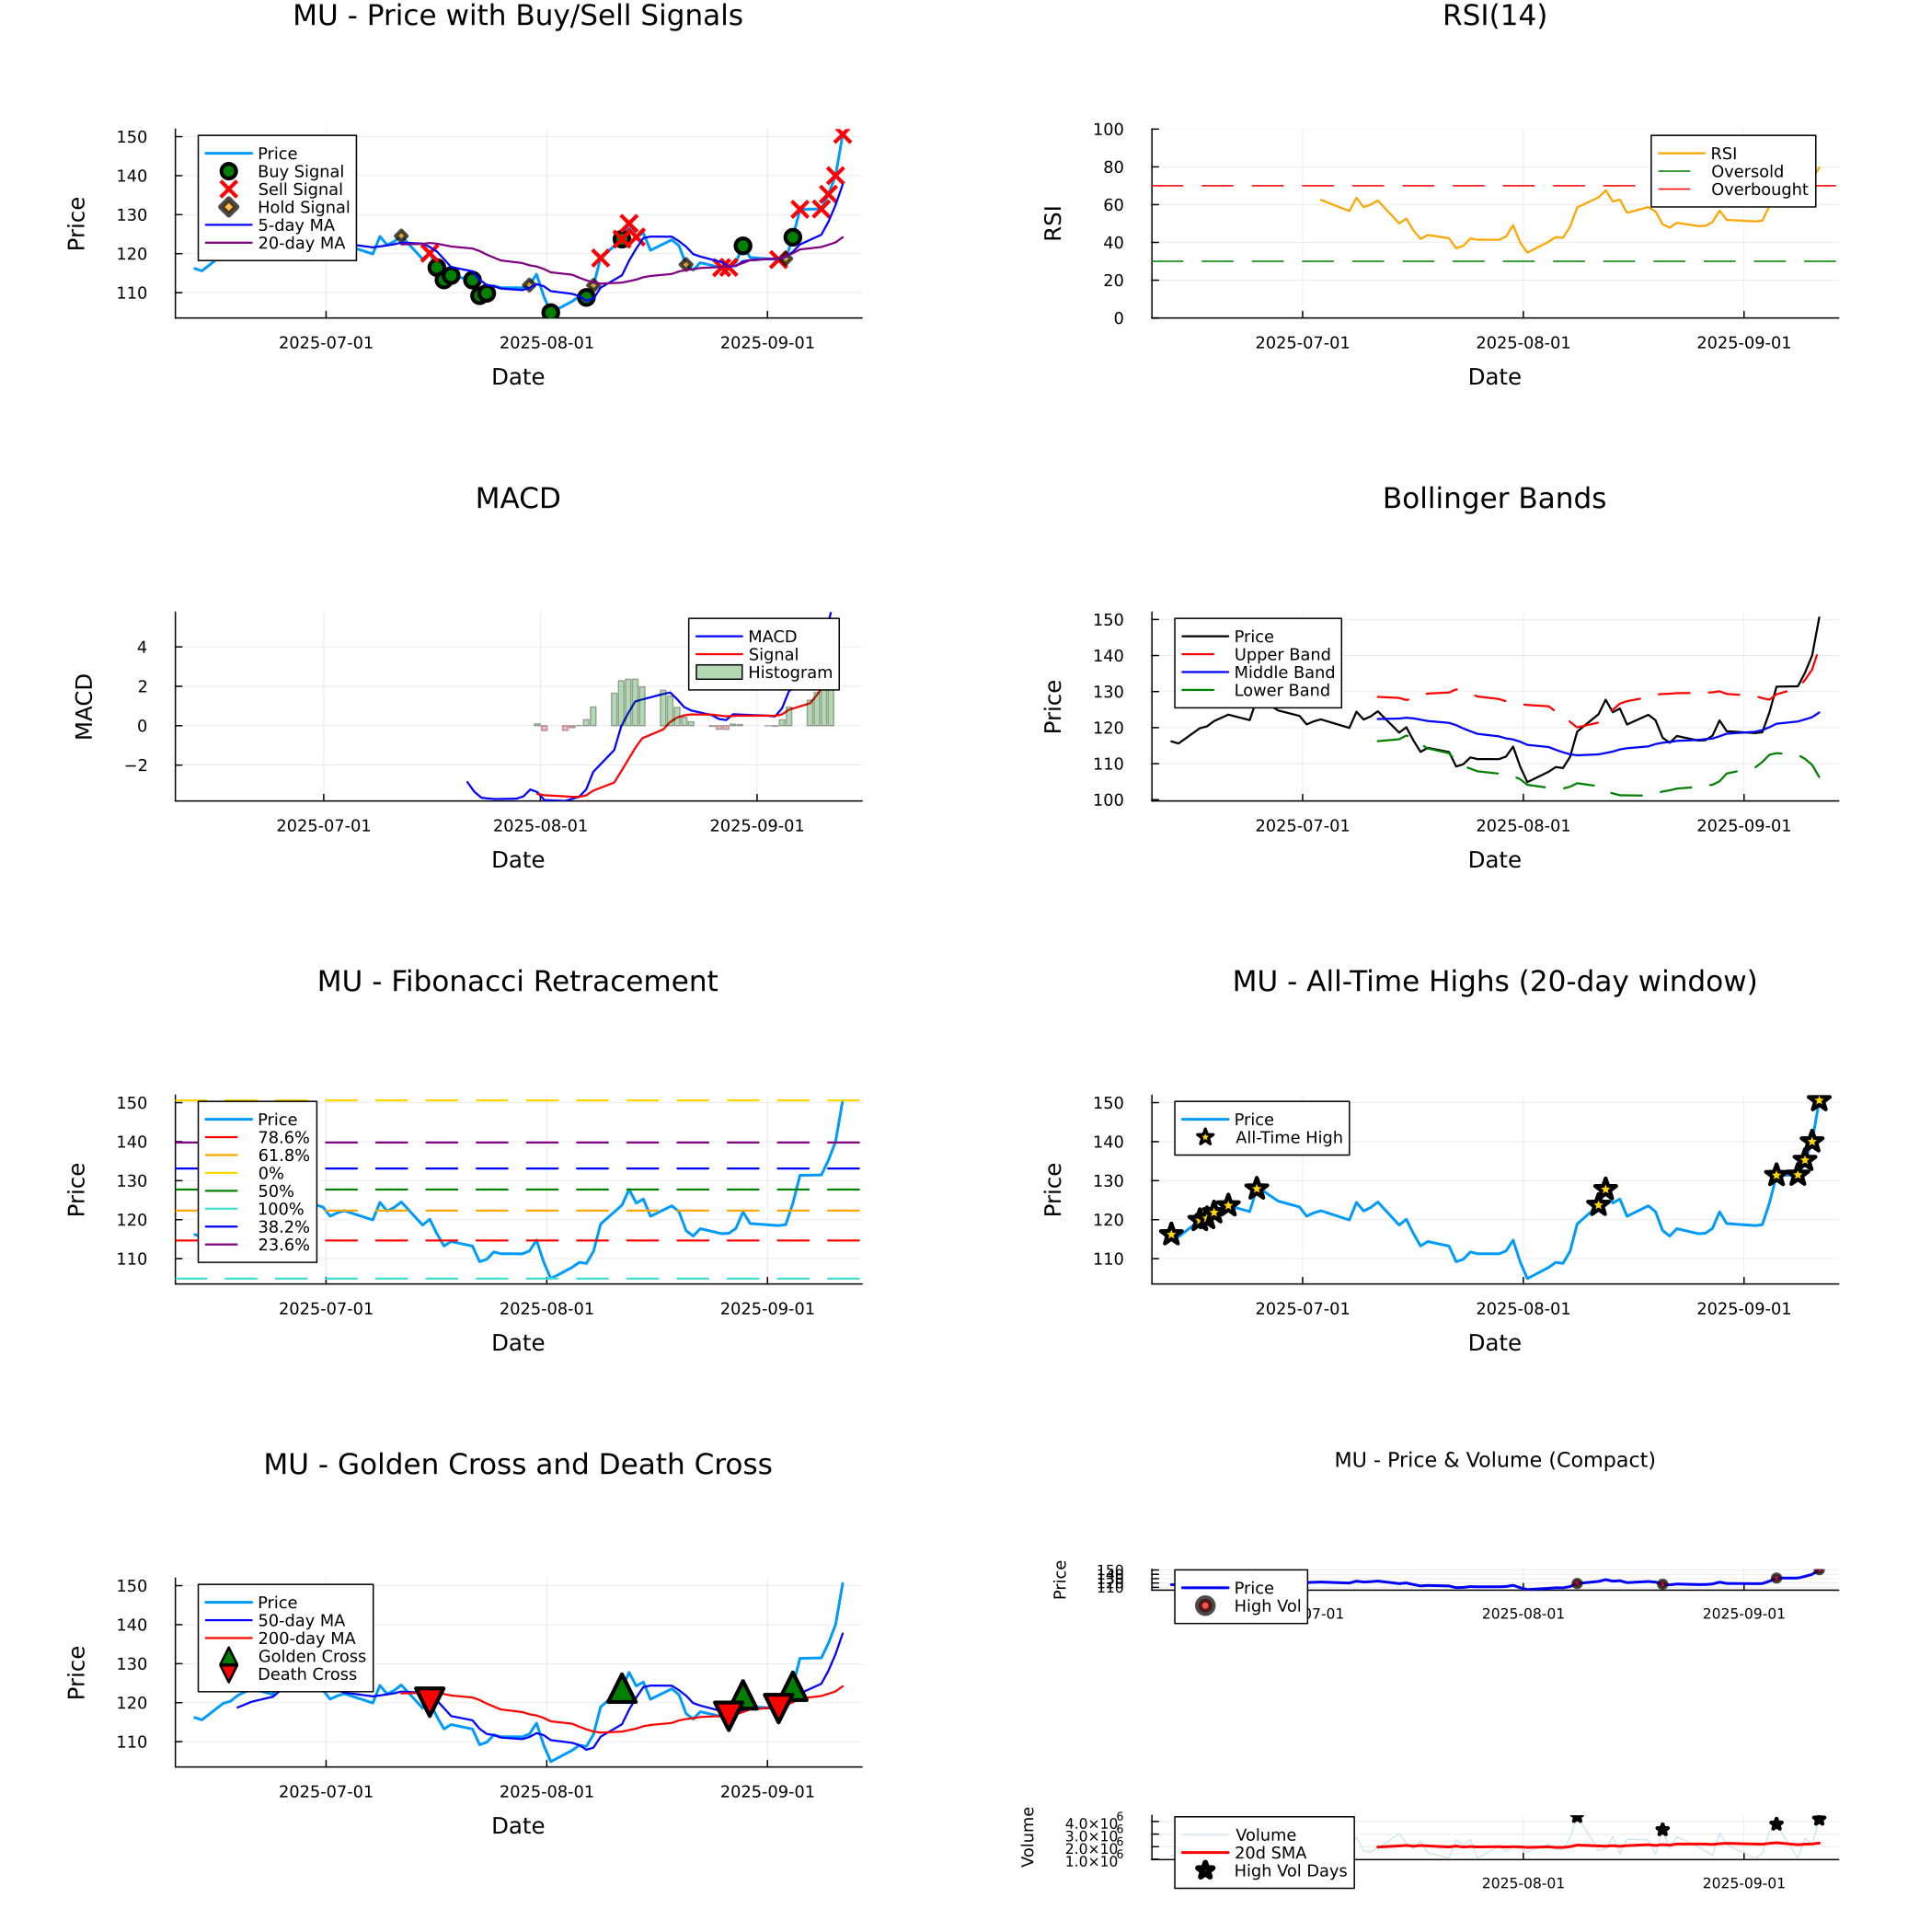 MU - Price with Buy/Sell Signals
150
140
130
120
110
Price
Price
Buy Signal
Sell Signal
Hold Signal
5-day MA
20-day MA
2025-07-01
2025-08-01
2025-09-01
Date
RSI(14)
100
80
60
40
20
0
RSI
RSI
Oversold
Overbought
2025-07-01
2025-08-01
2025-09-01
Date
MACD
4
2
0
−2
MACD
MACD
Signal
Histogram
2025-07-01
2025-08-01
2025-09-01
Date
Bollinger Bands
150
140
130
120
110
100
Price
Price
Upper Band
Middle Band
Lower Band
2025-07-01
2025-08-01
2025-09-01
Date
MU - Fibonacci Retracement
150
140
130
120
110
Price
Price
78.6%
61.8%
0%
50%
100%
38.2%
23.6%
2025-07-01
2025-08-01
2025-09-01
Date
MU - All-Time Highs (20-day window)
150
140
130
120
110
Price
Price
All-Time High
2025-07-01
2025-08-01
2025-09-01
Date
MU - Golden Cross and Death Cross
150
140
130
120
110
Price
Price
50-day MA
200-day MA
Golden Cross
Death Cross
2025-07-01
2025-08-01
2025-09-01
Date
MU - Price & Volume (Compact)
Price
150
110
Price
High Vol
07-01
2025-08-01
2025-09-01
Volume
4.0×10⁶
3.0×10⁶
2.0×10⁶
1.0×10⁶
Volume
20d SMA
High Vol Days
2025-08-01
2025-09-01